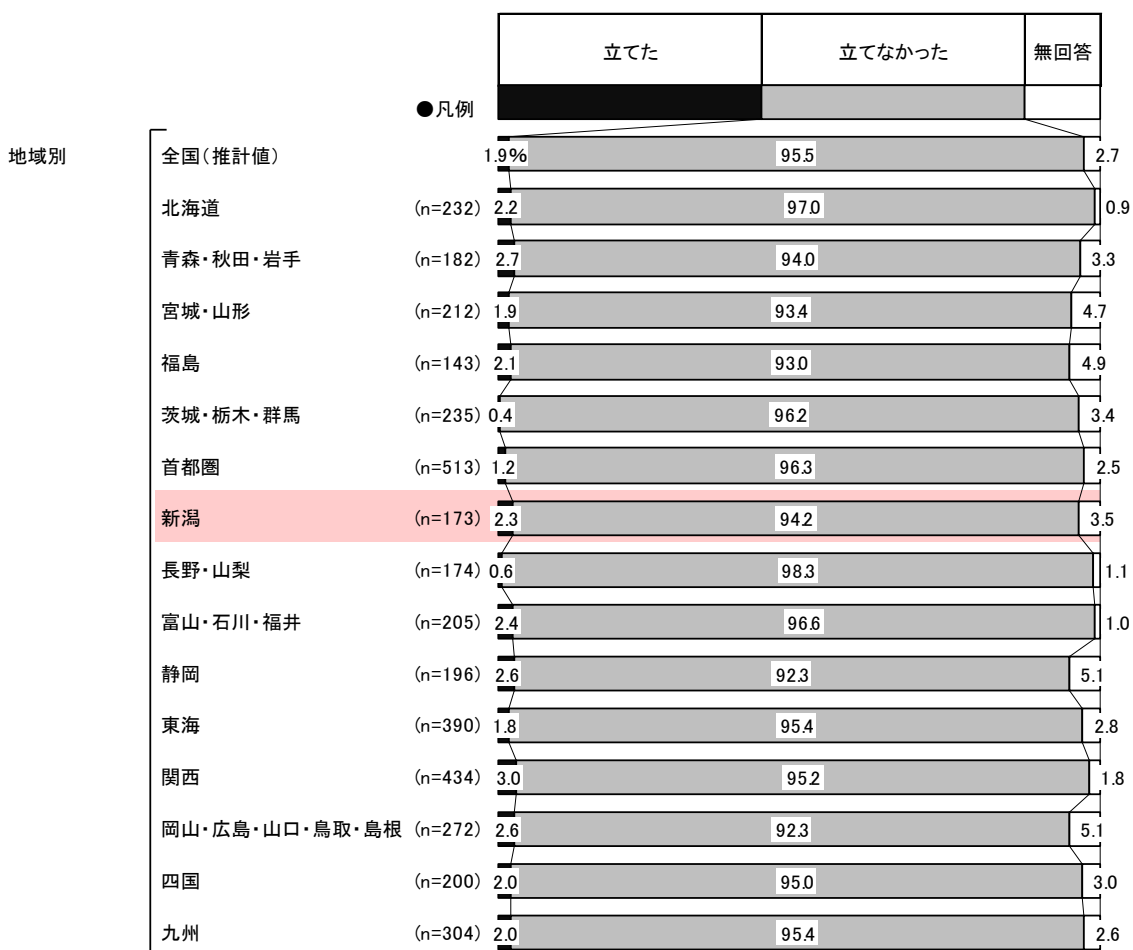 立てた 立てなかった 無回答
●凡例
地域別 全国(推計値) 1.9% 95.5 2.7
北海道 (n=232) 2.2 97.0 0.9
青森・秋田・岩手 (n=182) 2.7 94.0 3.3
宮城・山形 (n=212) 1.9 93.4 4.7
福島 (n=143) 2.1 93.0 4.9
茨城・栃木・群馬 (n=235) 0.4 96.2 3.4
首都圏 (n=513) 1.2 96.3 2.5
新潟 (n=173) 2.3 94.2 3.5
長野・山梨 (n=174) 0.6 98.3 1.1
富山・石川・福井 (n=205) 2.4 96.6 1.0
静岡 (n=196) 2.6 92.3 5.1
東海 (n=390) 1.8 95.4 2.8
関西 (n=434) 3.0 95.2 1.8
岡山・広島・山口・鳥取・島根 (n=272) 2.6 92.3 5.1
四国 (n=200) 2.0 95.0 3.0
九州 (n=304) 2.0 95.4 2.6